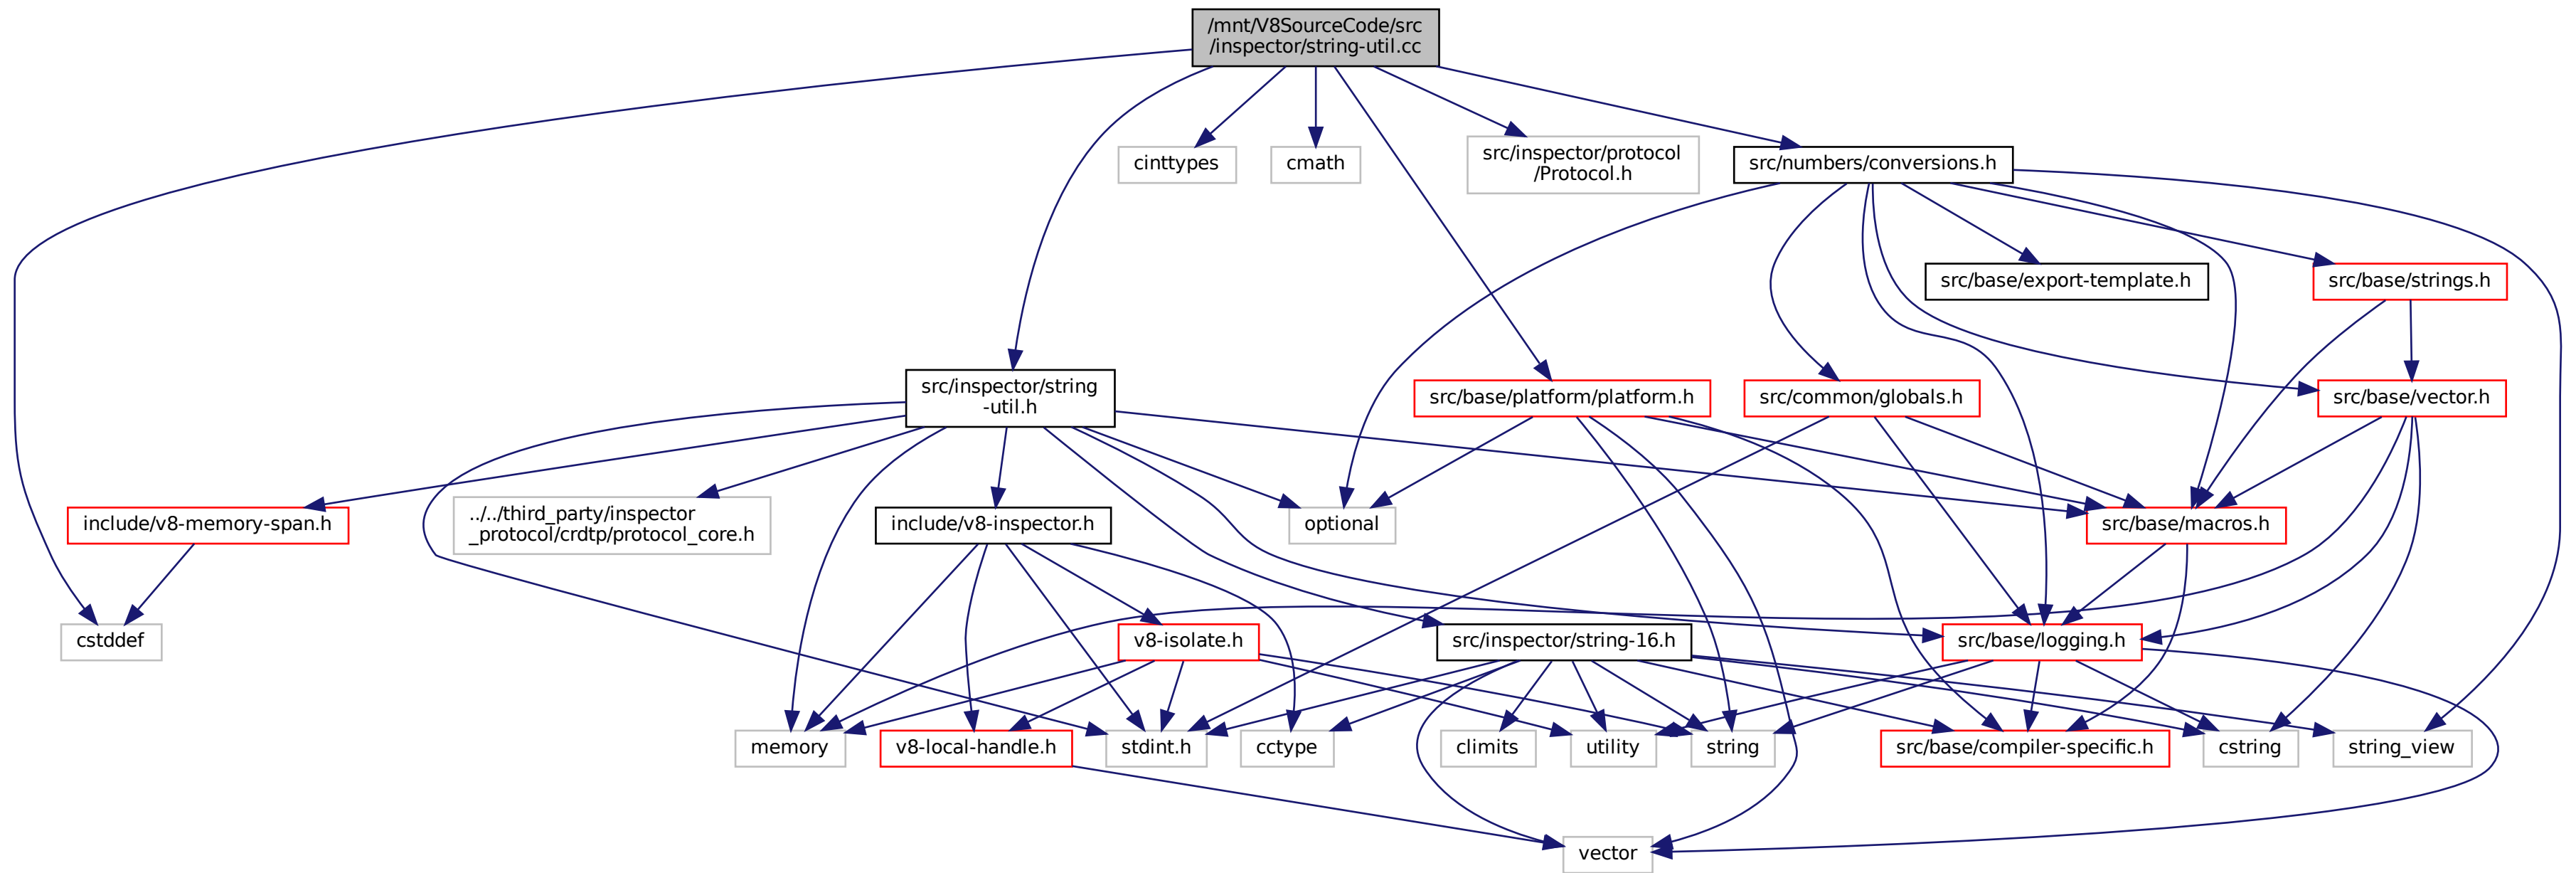 /mnt/V8SourceCode/src
/inspector/string-util.cc
cinttypes
cmath
src/inspector/protocol
/Protocol.h
src/numbers/conversions.h
src/base/export-template.h
src/base/strings.h
src/inspector/string
-util.h
src/base/platform/platform.h
src/common/globals.h
src/base/vector.h
include/v8-memory-span.h
../../third_party/inspector
_protocol/crdtp/protocol_core.h
include/v8-inspector.h
optional
src/base/macros.h
cstddef
v8-isolate.h
src/inspector/string-16.h
src/base/logging.h
memory
v8-local-handle.h
stdint.h
cctype
climits
utility
string
src/base/compiler-specific.h
cstring
string_view
vector